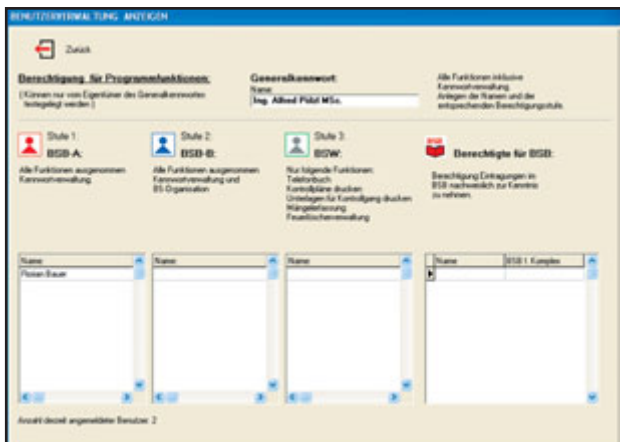 BENUTZERVERWALTUNG ANZEIGEN
Zurück
Berechtigung für Programmfunktionen:
(Können nur vom Eigentümer des Generalkennwortes
festgelegt werden)
Generalkennwort:
Name:
Ing. Alfred Pölzl MSc.
Alle Funktionen inklusive
Kennwortverwaltung.
Anlegen der Namen und der
entsprechenden Berechtigungsstufe.
Stufe 1:
BSB-A:
Alle Funktionen ausgenommen
Kennwortverwaltung
Stufe 2:
BSB-B:
Alle Funktionen ausgenommen
Kennwortverwaltung und
BS-Organisation
Stufe 3:
BSW:
Nur folgende Funktionen:
Telefonbuch
Kontrollpläne drucken
Unterlagen für Kontrollgang drucken
Mängelerfassung
Feuerlöscherverwaltung
BSB
Berechtigte für BSB:
Berechtigung Eintragungen im
BSB nachweislich zur Kenntnis
zu nehmen.
Name:
Florian Bauer
Name:
Name:
Name
BSB 1 Komplex
Anzahl derzeit angemeldeter Benutzer: 2